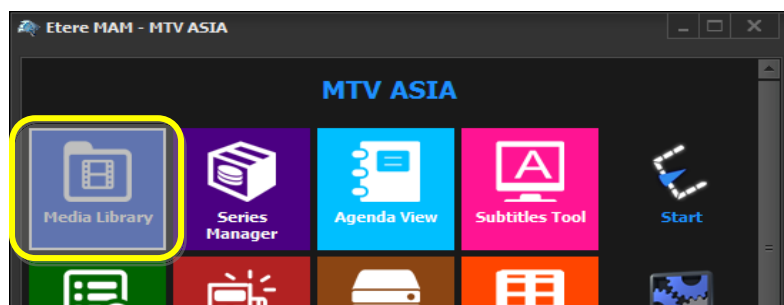 Etere MAM - MTV ASIA
MTV ASIA
Media Library
Series
Manager
Agenda View
Subtitles Tool
Start